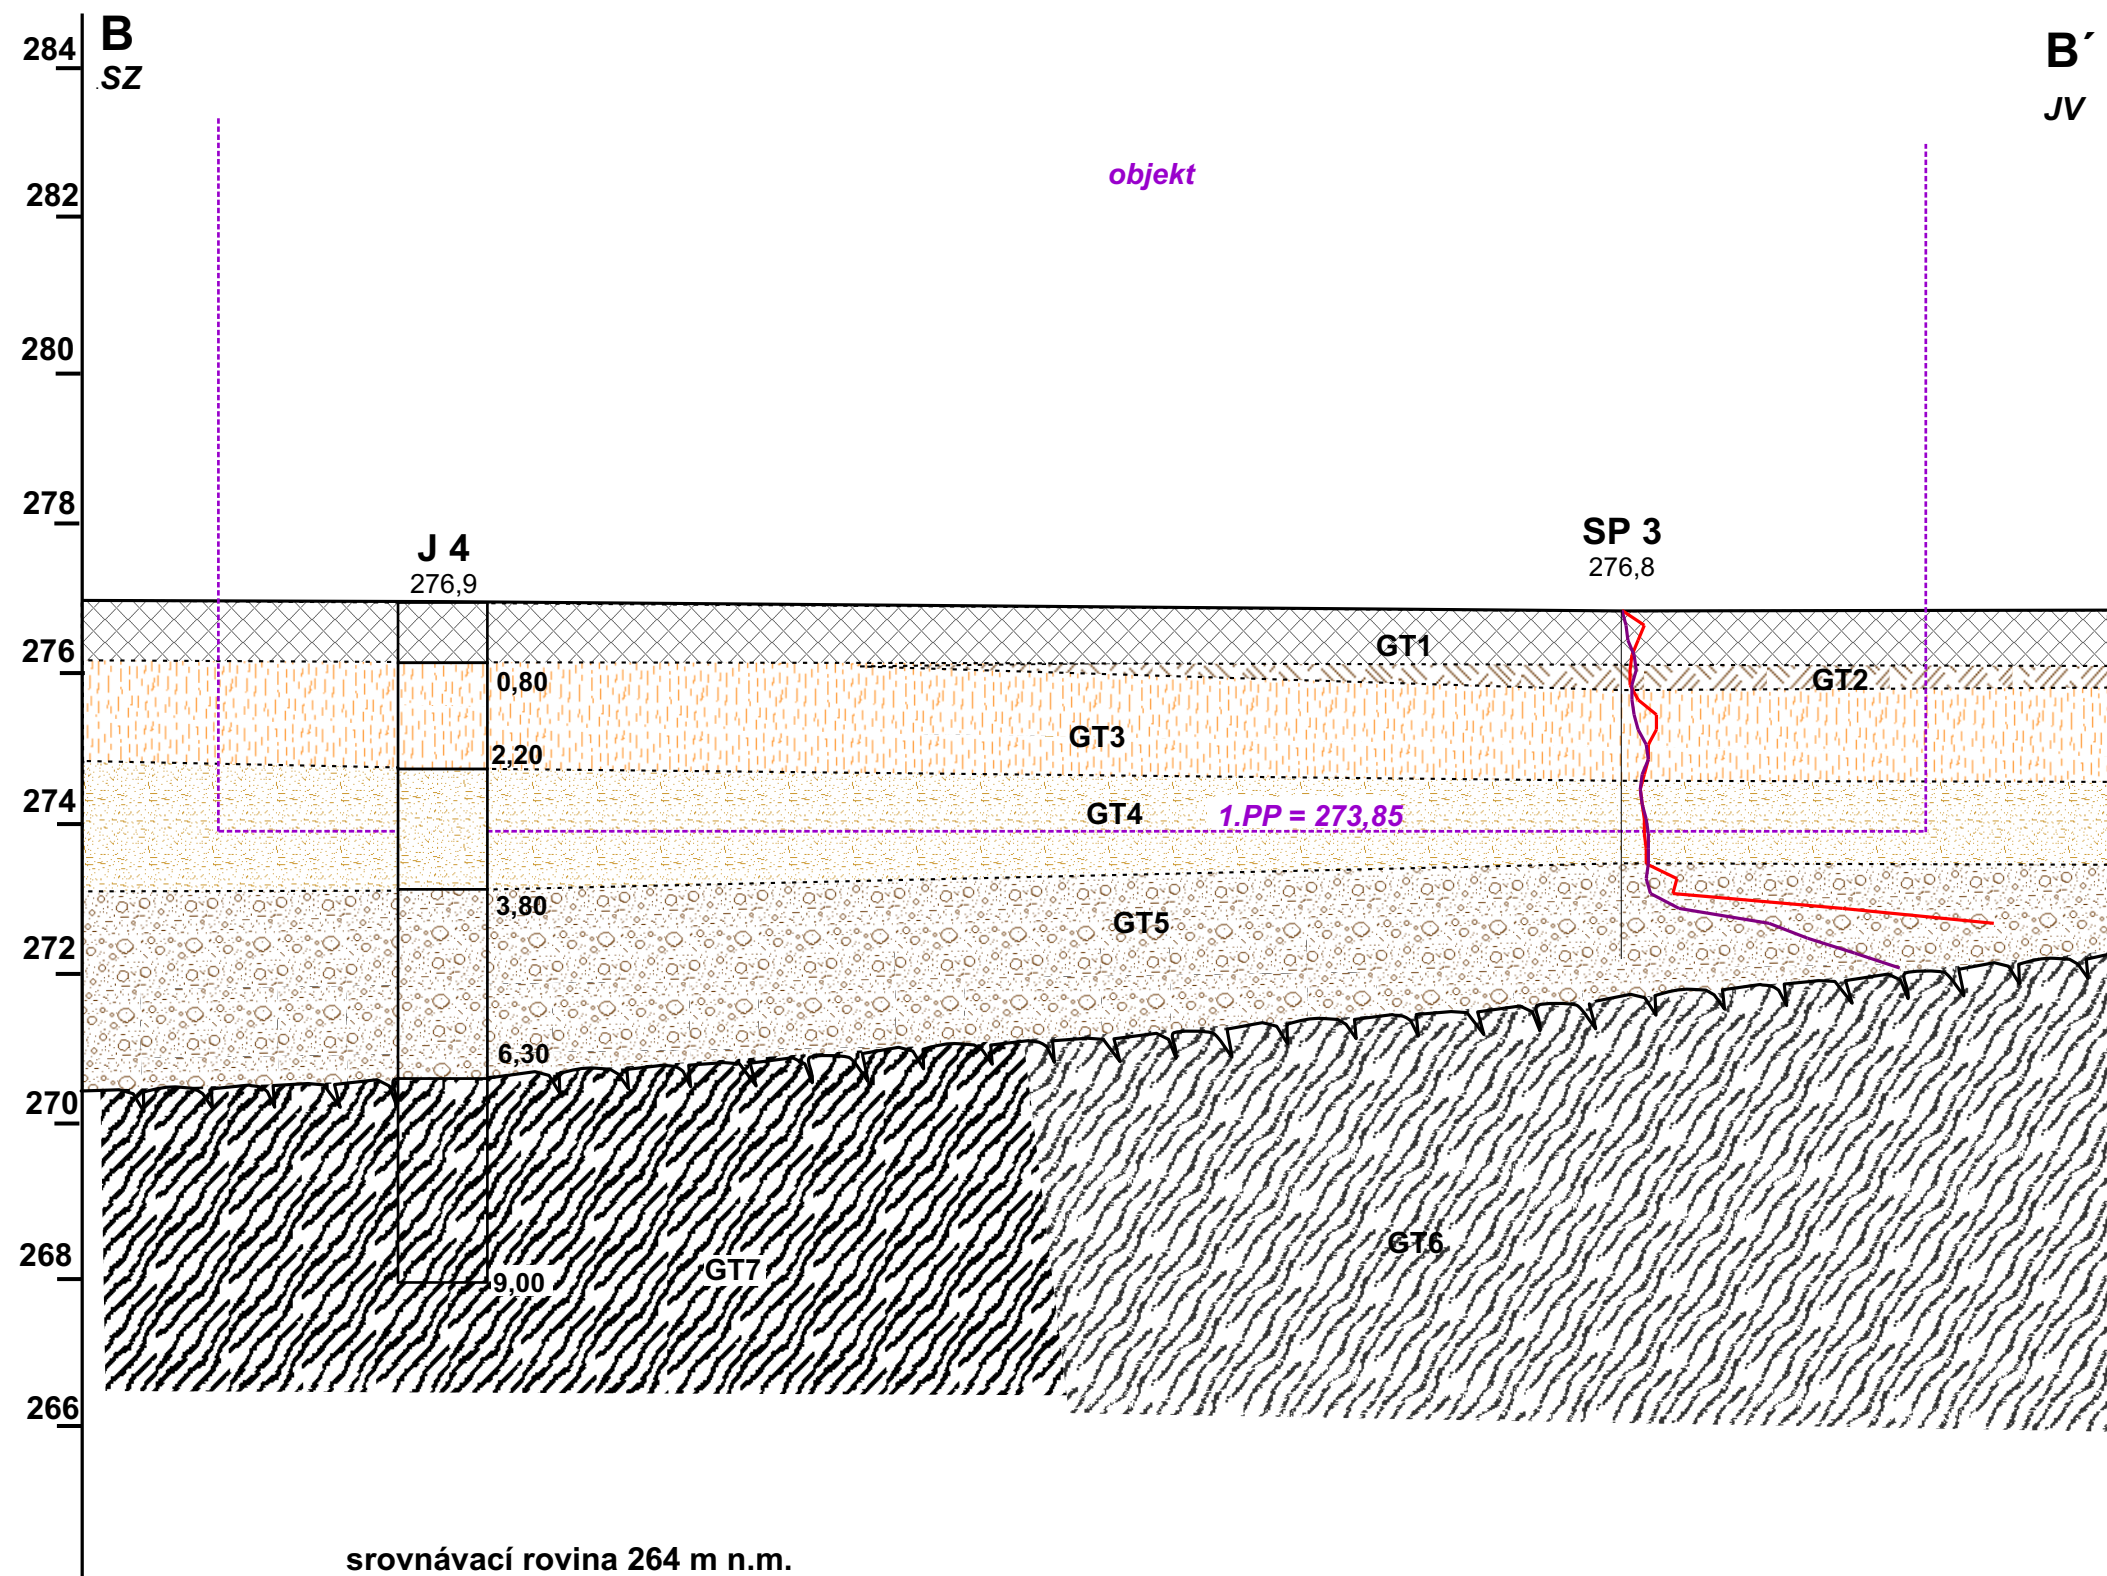 B
SZ
B´
JV
284
282
280
278
276
274
272
270
268
266
objekt
J 4
276,9
SP 3
276,8
GT1
GT2
0,80
GT3
2,20
GT4
1.PP = 273,85
3,80
GT5
6,30
GT6
GT7
9,00
srovnávací rovina 264 m n.m.